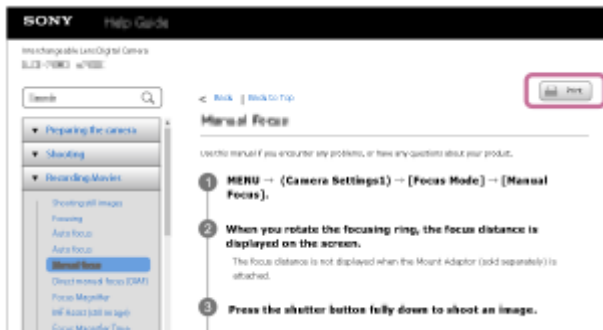 SONY Help Guide
Interchangeable Lens Digital Camera
Search
< Back | Back to Top
Print
Manual Focus
Preparing the camera
Shooting
Recording Movies
Shooting still images
Focusing
Auto focus
Auto focus
Manual focus
Direct manual focus (DMF)
Focus Magnifier
Use this manual if you encounter any problems, or have any questions about your product.
1 MENU → (Camera Settings1) → [Focus Mode] → [Manual
Focus].
2 When you rotate the focusing ring, the focus distance is
displayed on the screen.
The focus distance is not displayed when the Mount Adaptor (sold separately) is
attached.
3 Press the shutter button fully down to shoot an image.